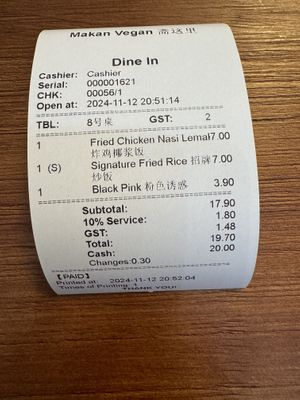 Makan Vegan 斋这里
Dine In
Cashier: Cashier
Serial: 000001621
CHK: 00056/1
Open at: 2024-11-12 20:51:14
TBL: 8号桌 GST: 2
1 Fried Chicken Nasi Lemal7.00
炸鸡椰浆饭
1 (S) Signature Fried Rice 招牌7.00
炒饭
1 Black Pink 粉色诱惑 3.90
Subtotal: 17.90
10% Service: 1.80
GST: 1.48
Total: 19.70
Cash: 20.00
Changes:0.30
【PAID】
Printed at 2024-11-12 20:52:04
Times of Printing: 1
THANK YOU!